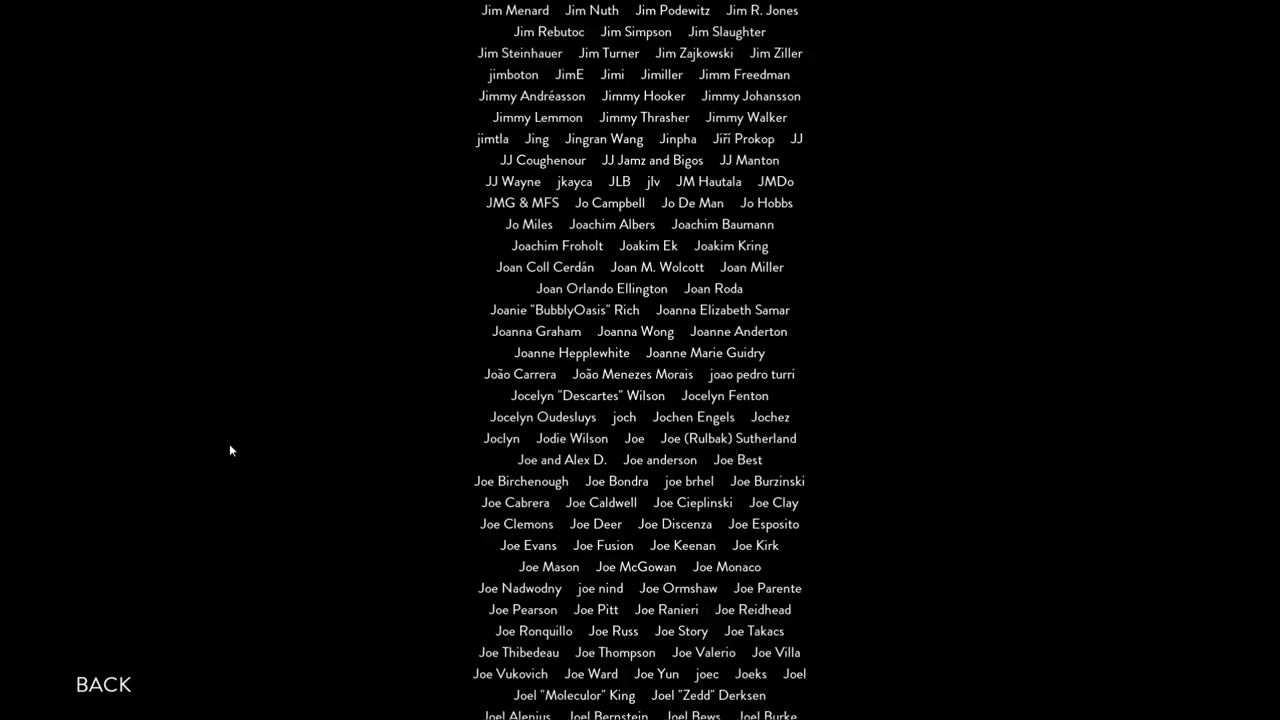 Jim Menard Jim Nuth Jim Podewitz Jim R. Jones
Jim Rebutoc Jim Simpson Jim Slaughter
Jim Steinhauer Jim Turner Jim Zajkowski Jim Ziller
jimboton JimE Jimi Jimiller Jimm Freedman
Jimmy Andréasson Jimmy Hooker Jimmy Johansson
Jimmy Lemmon Jimmy Thrasher Jimmy Walker
jimtla Jing Jingran Wang Jinpha Jiří Prokop JJ
JJ Coughenour JJ Jamz and Bigos JJ Manton
JJ Wayne jkayca JLB jlv JM Hautala JMDo
JMG & MFS Jo Campbell Jo De Man Jo Hobbs
Jo Miles Joachim Albers Joachim Baumann
Joachim Froholt Joakim Ek Joakim Kring
Joan Coll Cerdán Joan M. Wolcott Joan Miller
Joan Orlando Ellington Joan Roda
Joanie "BubblyOasis" Rich Joanna Elizabeth Samar
Joanna Graham Joanna Wong Joanne Anderton
Joanne Hepplewhite Joanne Marie Guidry
João Carrera João Menezes Morais joao pedro turri
Jocelyn "Descartes" Wilson Jocelyn Fenton
Jocelyn Oudesluys joch Jochen Engels Jochez
Joclyn Jodie Wilson Joe Joe (Rulbak) Sutherland
Joe and Alex D. Joe anderson Joe Best
Joe Birchenough Joe Bondra joe brhel Joe Burzinski
Joe Cabrera Joe Caldwell Joe Cieplinski Joe Clay
Joe Clemons Joe Deer Joe Discenza Joe Esposito
Joe Evans Joe Fusion Joe Keenan Joe Kirk
Joe Mason Joe McGowan Joe Monaco
Joe Nadwodny joe nind Joe Ormshaw Joe Parente
Joe Pearson Joe Pitt Joe Ranieri Joe Reidhead
Joe Ronquillo Joe Russ Joe Story Joe Takacs
Joe Thibedeau Joe Thompson Joe Valerio Joe Villa
Joe Vukovich Joe Ward Joe Yun joec Joeks Joel
BACK
Joel "Moleculor" King Joel "Zedd" Derksen
Joel Alenius Joel Bernstein Joel Bews Joel Burke